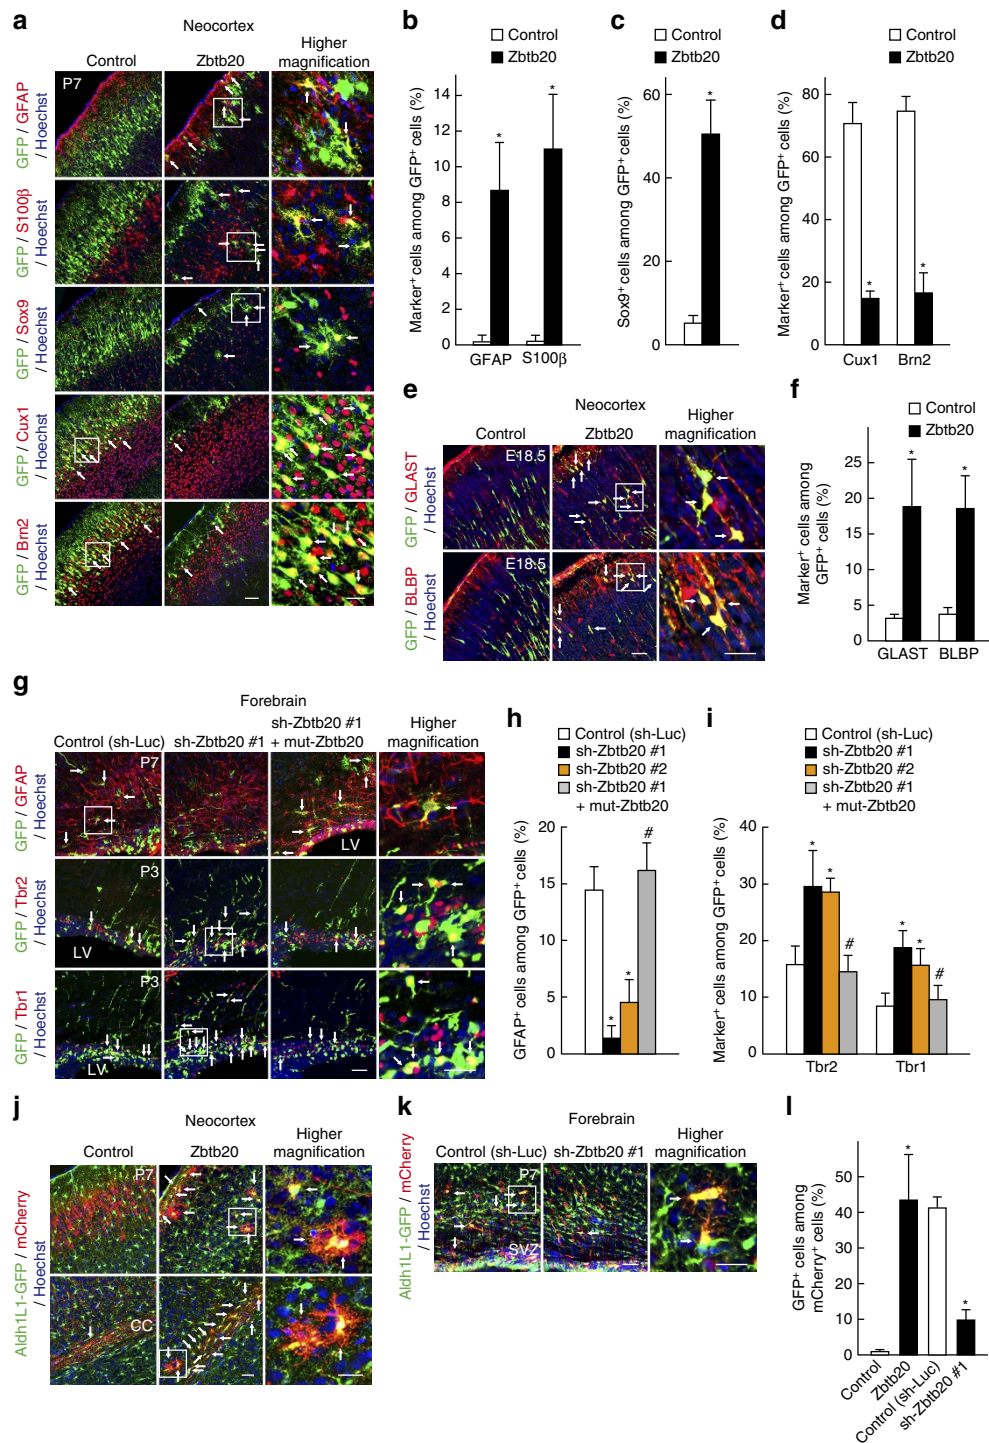 a
Neocortex
Control
Zbtb20
Higher
magnification
P7
GFP / GFAP
/ Hoechst
GFP / S100β
/ Hoechst
GFP / Sox9
/ Hoechst
GFP / Cux1
/ Hoechst
GFP / Brn2
/ Hoechst
b
Control
Zbtb20
Marker+ cells among GFP+ cells (%)
14
12
10
8
6
4
2
0
*
*
GFAP
S100β
c
Control
Zbtb20
Sox9+ cells among GFP+ cells (%)
60
40
20
0
*
d
Control
Zbtb20
Marker+ cells among GFP+ cells (%)
80
60
40
20
0
*
*
Cux1
Brn2
e
Neocortex
Control
Zbtb20
Higher
magnification
E18.5
GFP / GLAST
/ Hoechst
E18.5
GFP / BLBP
/ Hoechst
f
Control
Zbtb20
Marker+ cells among
GFP+ cells (%)
25
20
15
10
5
0
*
*
GLAST
BLBP
g
Forebrain
Control (sh-Luc)
sh-Zbtb20 #1
sh-Zbtb20 #1
+ mut-Zbtb20
Higher
magnification
P7
LV
GFP / GFAP
/ Hoechst
P3
LV
GFP / Tbr2
/ Hoechst
P3
LV
GFP / Tbr1
/ Hoechst
h
Control (sh-Luc)
sh-Zbtb20 #1
sh-Zbtb20 #2
sh-Zbtb20 #1
+ mut-Zbtb20
GFAP+ cells among GFP+ cells (%)
20
15
10
5
0
*
*
#
i
Control (sh-Luc)
sh-Zbtb20 #1
sh-Zbtb20 #2
sh-Zbtb20 #1
+ mut-Zbtb20
Marker+ cells among GFP+ cells (%)
40
30
20
10
0
*
*
#
*
*
#
Tbr2
Tbr1
j
Neocortex
Control
Zbtb20
Higher
magnification
P7
CC
Aldh1L1-GFP / mCherry
/ Hoechst
k
Forebrain
Control (sh-Luc)
sh-Zbtb20 #1
Higher
magnification
P7
SVZ
Aldh1L1-GFP / mCherry
/ Hoechst
l
GFP+ cells among
mCherry+ cells (%)
50
40
30
20
10
0
*
*
Control
Zbtb20
Control (sh-Luc)
sh-Zbtb20 #1